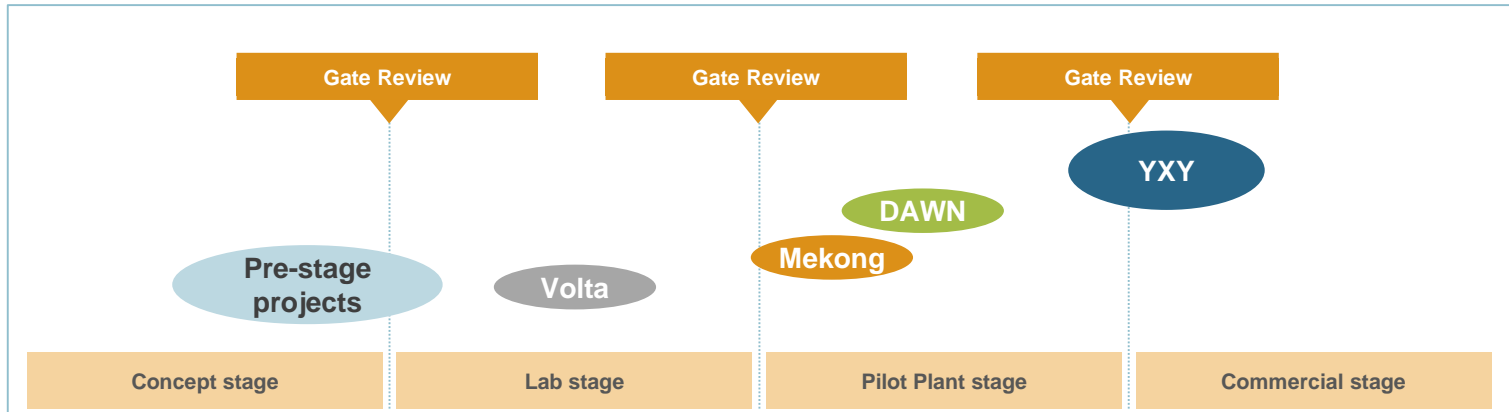 Gate Review
Gate Review
Gate Review
YXY
DAWN
Mekong
Pre-stage
projects
Volta
Concept stage
Lab stage
Pilot Plant stage
Commercial stage